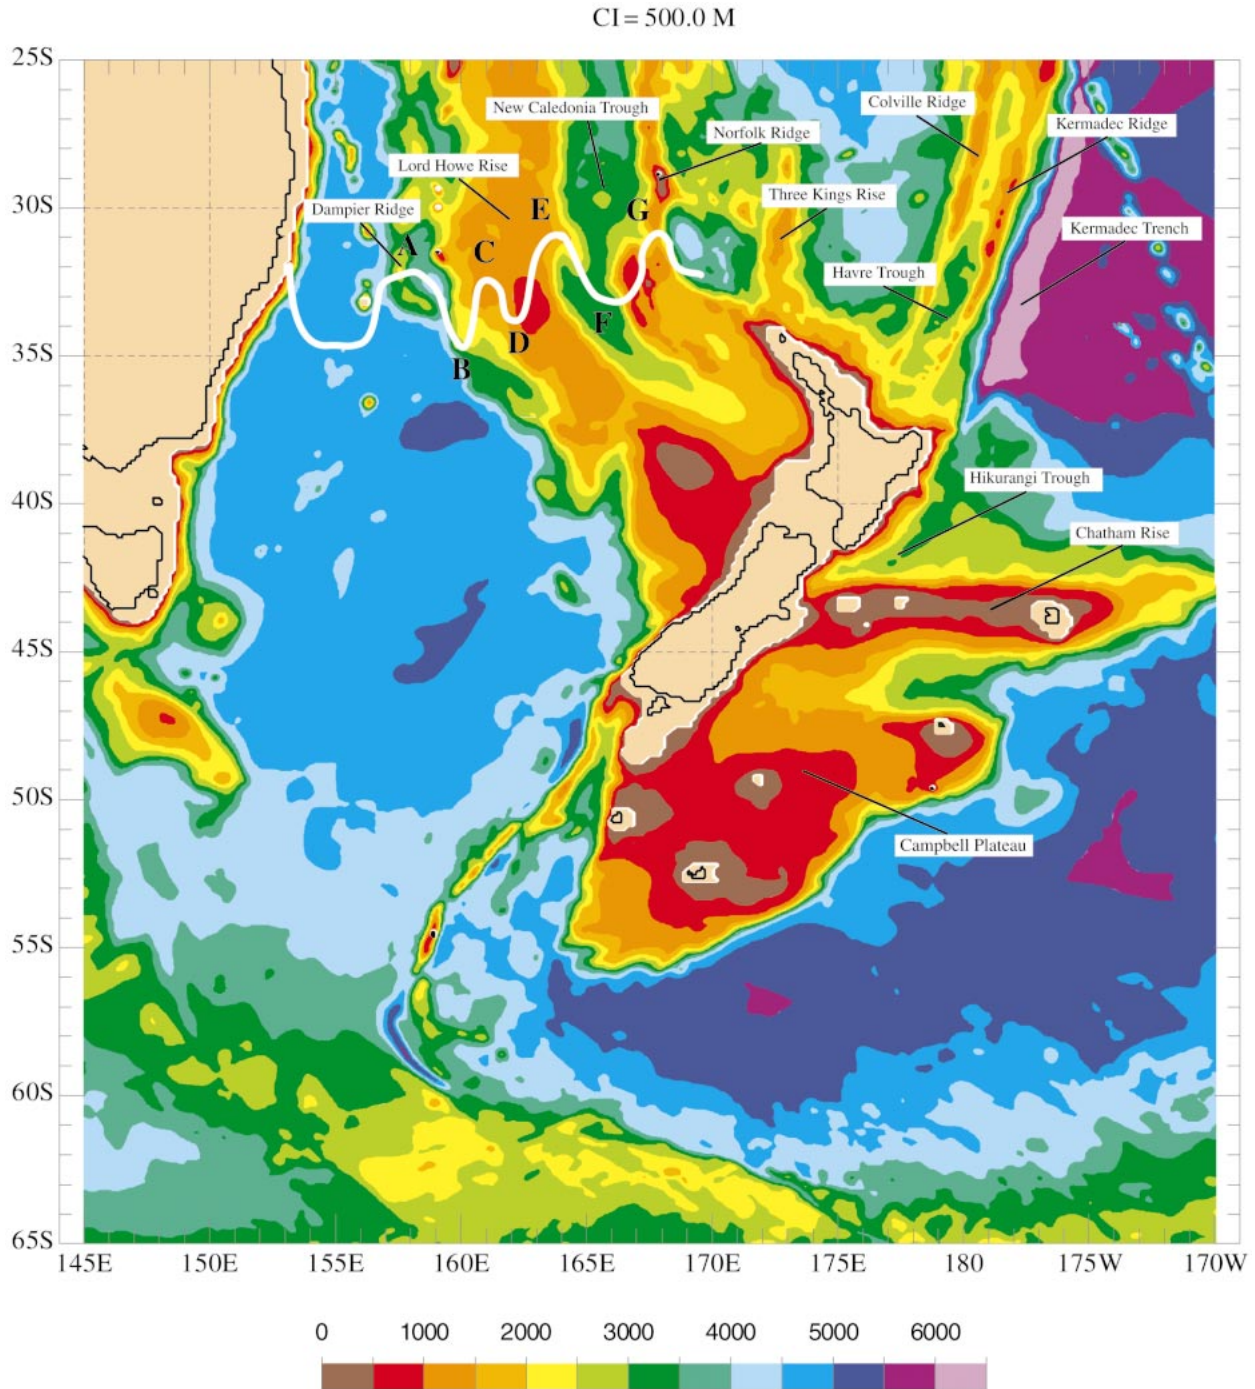 CI = 500.0 M
25S
New Caledonia Trough
Colville Ridge
Kermadec Ridge
Norfolk Ridge
Lord Howe Rise
Three Kings Rise
30S
Dampier Ridge
E
G
Kermadec Trench
A
C
Havre Trough
F
D
35S
B
Hikurangi Trough
40S
Chatham Rise
45S
50S
Campbell Plateau
55S
60S
65S
145E 150E 155E 160E 165E 170E 175E 180 175W 170W
0 1000 2000 3000 4000 5000 6000